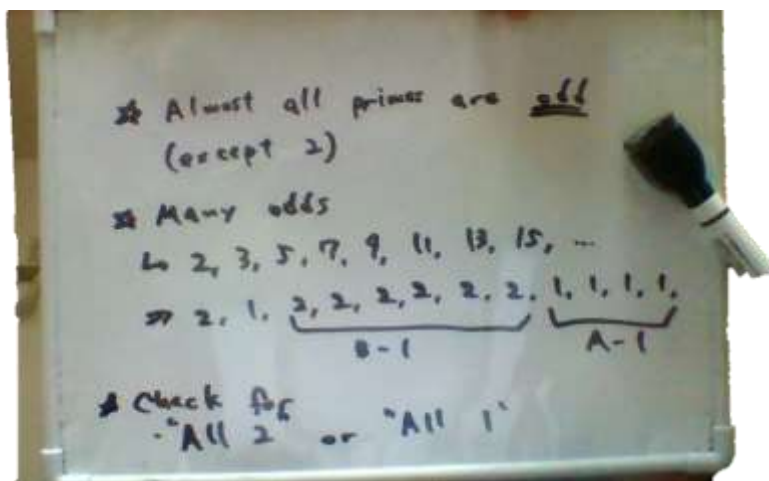 ☆ Almost all primes are odd
(except 2)
☆ Many odds
↳ 2, 3, 5, 7, 9, 11, 13, 15, ...
⇒ 2, 1, 2, 2, 2, 2, 2, 2, 1, 1, 1, 1,
B-1 A-1
☆ Check for
- "All 2" or "All 1"